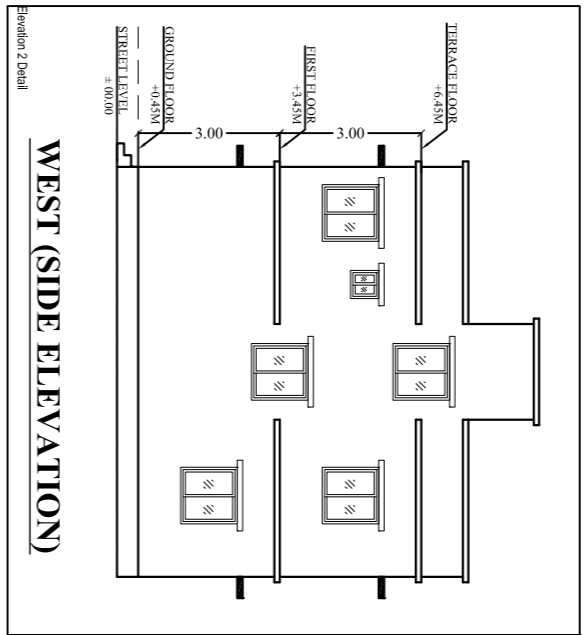 TERRACE FLOOR
+6.45M
3.00
FIRST FLOOR
+3.45M
3.00
GROUND FLOOR
+0.45M
STREET LEVEL
± 00.00
WEST (SIDE ELEVATION)
Elevation 2 Detail